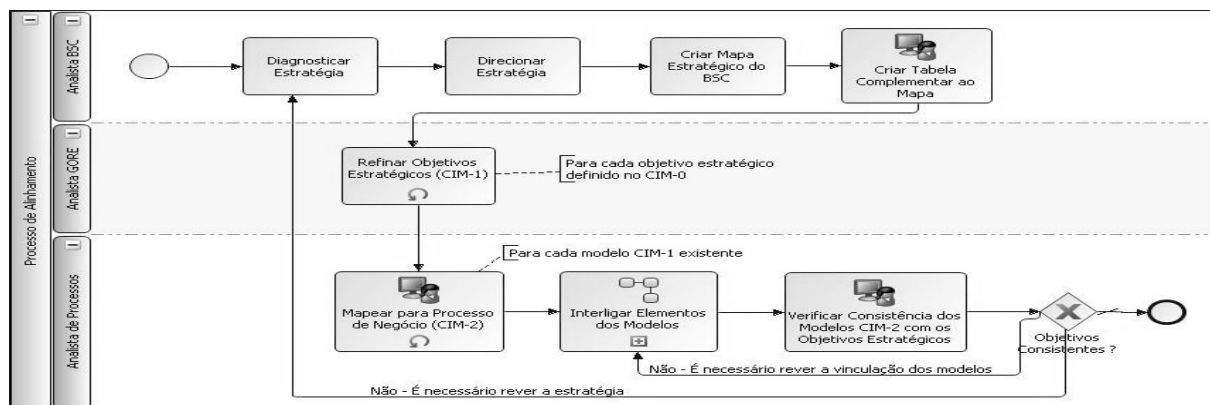 Processo de Alinhamento
Analista BSC
Diagnosticar
Estratégia
Direcionar
Estratégia
Criar Mapa
Estratégico do
BSC
Criar Tabela
Complementar ao
Mapa
Analista GORE
Refinar Objetivos
Estratégicos (CIM-1)
Para cada objetivo estratégico
definido no CIM-0
Analista de Processos
Para cada modelo CIM-1 existente
Mapear para Processo
de Negócio (CIM-2)
Interligar Elementos
dos Modelos
Verificar Consistência dos
Modelos CIM-2 com os
Objetivos Estratégicos
Objetivos
Consistentes ?
Não - É necessário rever a vinculação dos modelos
Não - É necessário rever a estratégia